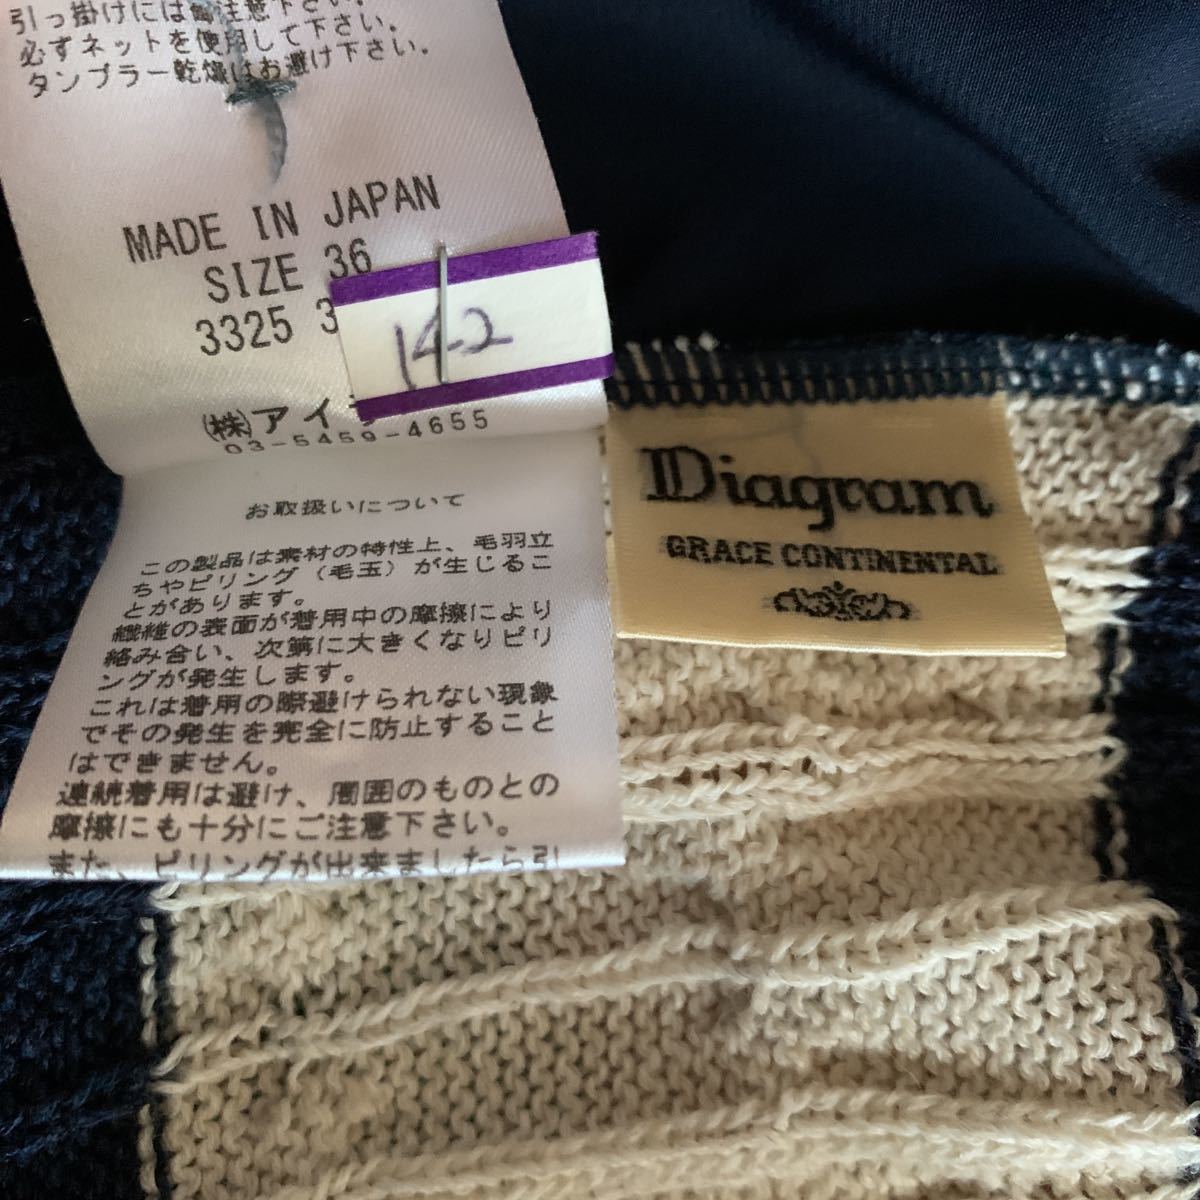 引っ掛けにはご注意下さい。
必ずネットを使用して下さい。
タンブラー乾燥はお避け下さい。
MADE IN JAPAN
SIZE 36
3325 3
142
(株)アイ
03-5459-4655
お取扱いについて
この製品は素材の特性上、毛羽立
ちやピリング（毛玉）が生じるこ
とがあります。
繊維の表面が着用中の摩擦により
絡み合い、次第に大きくなりピリ
ングが発生します。
これは着用の際避けられない現象
でその発生を完全に防止すること
はできません。
連続着用は避け、周囲のものとの
摩擦にも十分にご注意下さい。
また、ピリングが出来ましたら引
Diagram
GRACE CONTINENTAL